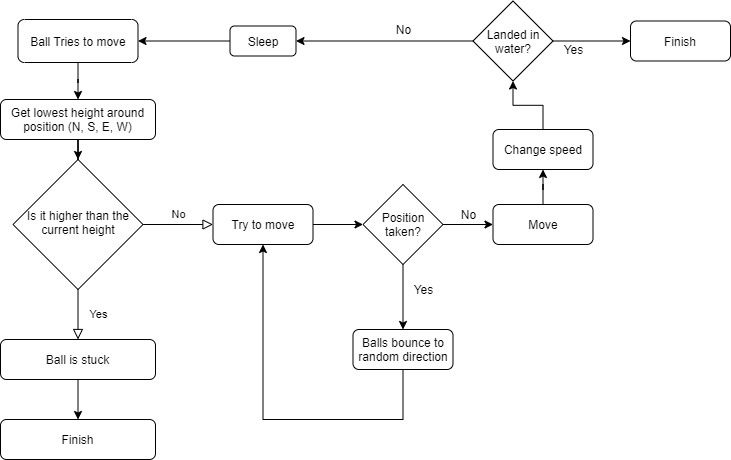 Ball Tries to move
Sleep
No
Landed in
water?
Yes
Finish
Get lowest height around
position (N, S, E, W)
Change speed
Is it higher than the
current height
No
Try to move
Position
taken?
No
Move
Yes
Yes
Balls bounce to
random direction
Ball is stuck
Finish